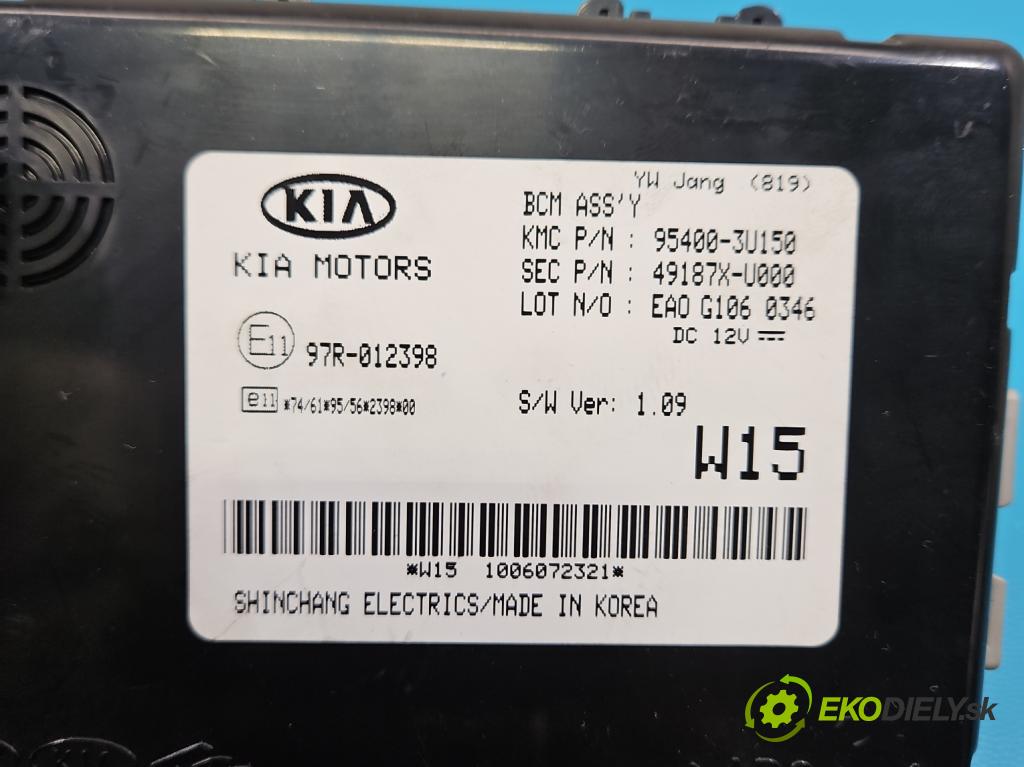 YW Jang (819)
KIA
KIA MOTORS
BCM ASS'Y
KMC P/N : 95400-3U150
SEC P/N : 49187X-U000
LOT N/O : EAO G106 0346
DC 12V
E11 97R-012398
e11 *74/61*95/56*2398*00
S/W Ver: 1.09
W15
*W15 1006072321*
SHINCHANG ELECTRICS/MADE IN KOREA
EKODIELY.sk